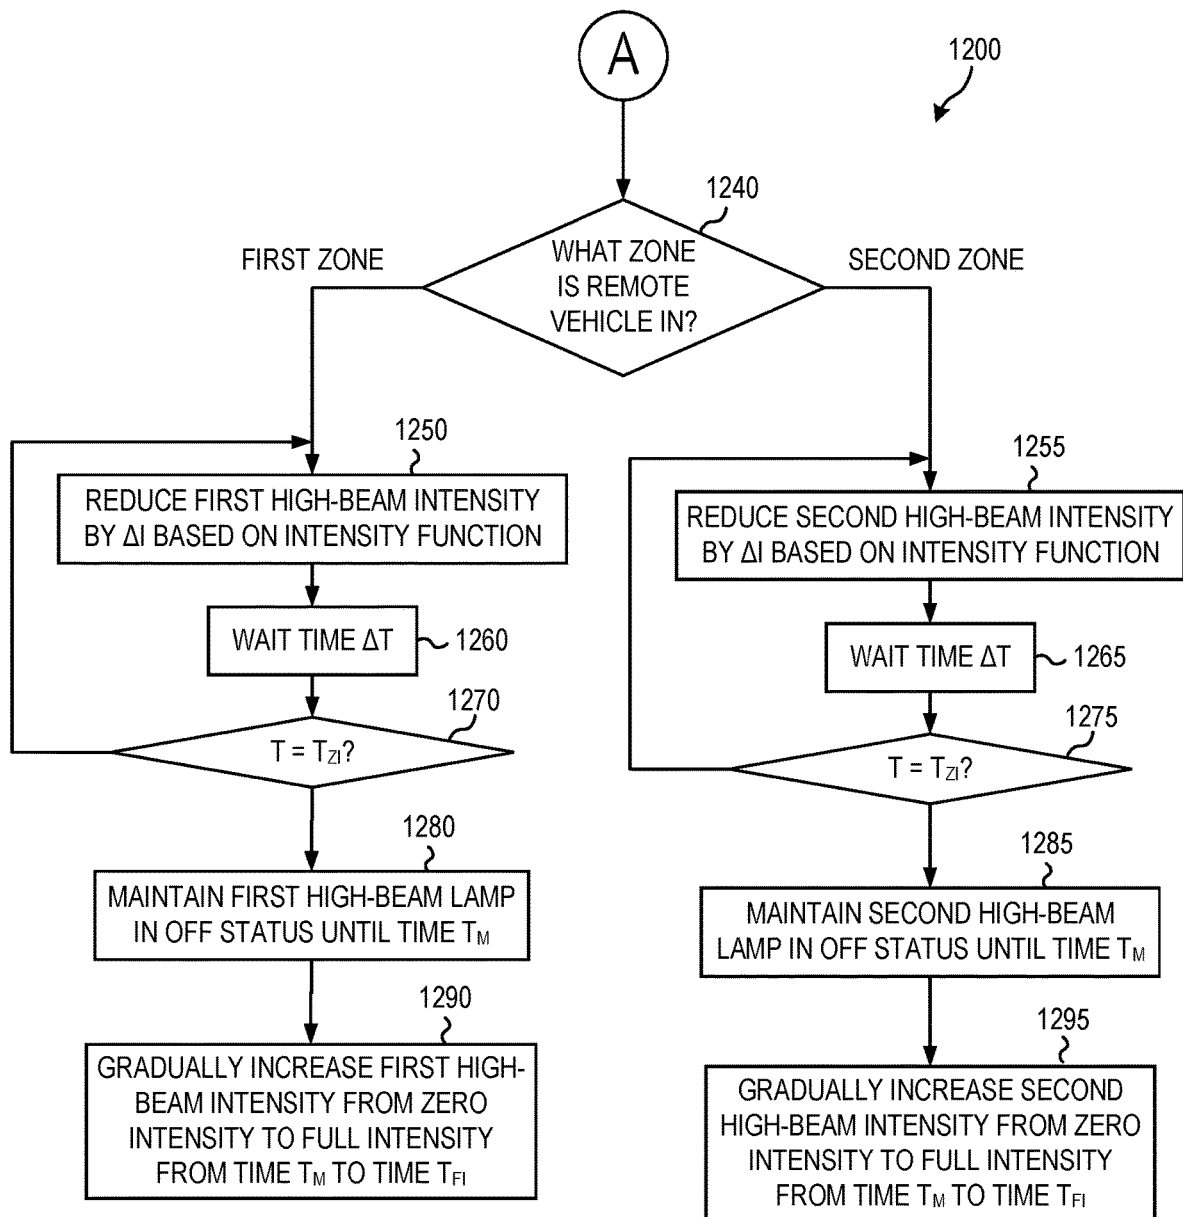 A
1200
1240
WHAT ZONE
IS REMOTE
VEHICLE IN?
FIRST ZONE
SECOND ZONE
1250
REDUCE FIRST HIGH-BEAM INTENSITY
BY ΔI BASED ON INTENSITY FUNCTION
WAIT TIME ΔT
1260
1270
T = TZI?
1280
MAINTAIN FIRST HIGH-BEAM LAMP
IN OFF STATUS UNTIL TIME TM
1290
GRADUALLY INCREASE FIRST HIGH-
BEAM INTENSITY FROM ZERO
INTENSITY TO FULL INTENSITY
FROM TIME TM TO TIME TFI
1255
REDUCE SECOND HIGH-BEAM INTENSITY
BY ΔI BASED ON INTENSITY FUNCTION
WAIT TIME ΔT
1265
1275
T = TZI?
1285
MAINTAIN SECOND HIGH-BEAM
LAMP IN OFF STATUS UNTIL TIME TM
1295
GRADUALLY INCREASE SECOND
HIGH-BEAM INTENSITY FROM ZERO
INTENSITY TO FULL INTENSITY
FROM TIME TM TO TIME TFI